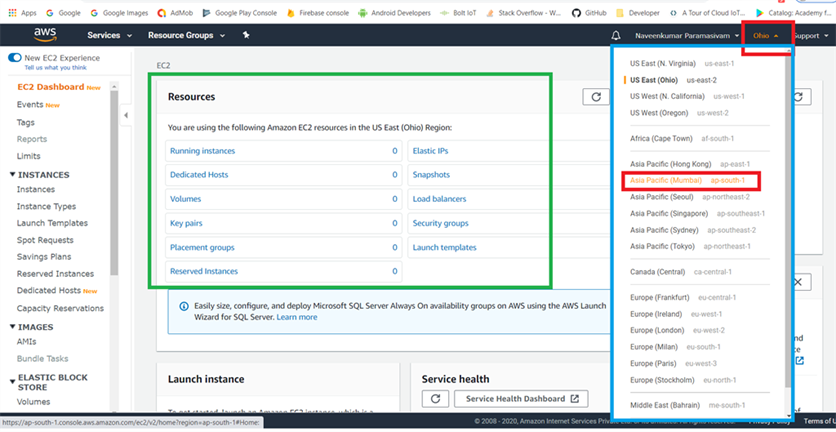 Apps
Google
Google Images
AdMob
Google Play Console
Firebase console
Android Developers
Bolt IoT
Stack Overflow - W...
GitHub
Developer
A Tour of Cloud IoT...
Catalog: Academy f...
aws
Services
Resource Groups
Naveenkumar Paramasivam
Ohio
Support
New EC2 Experience
Tell us what you think
EC2 Dashboard New
Events New
Tags
Reports
Limits
INSTANCES
Instances
Instance Types
Launch Templates
Spot Requests
Savings Plans
Reserved Instances
Dedicated Hosts New
Capacity Reservations
IMAGES
AMIs
Bundle Tasks
ELASTIC BLOCK
STORE
Volumes
EC2
Resources
You are using the following Amazon EC2 resources in the US East (Ohio) Region:
Running instances 0
Elastic IPs
Dedicated Hosts 0
Snapshots
Volumes 0
Load balancers
Key pairs 0
Security groups
Placement groups 0
Launch templates
Reserved Instances 0
Easily size, configure, and deploy Microsoft SQL Server Always On availability groups on AWS using the AWS Launch
Wizard for SQL Server. Learn more
Launch instance
Service health
Service Health Dashboard
US East (N. Virginia) us-east-1
US East (Ohio) us-east-2
US West (N. California) us-west-1
US West (Oregon) us-west-2
Africa (Cape Town) af-south-1
Asia Pacific (Hong Kong) ap-east-1
Asia Pacific (Mumbai) ap-south-1
Asia Pacific (Seoul) ap-northeast-2
Asia Pacific (Singapore) ap-southeast-1
Asia Pacific (Sydney) ap-southeast-2
Asia Pacific (Tokyo) ap-northeast-1
Canada (Central) ca-central-1
Europe (Frankfurt) eu-central-1
Europe (Ireland) eu-west-1
Europe (London) eu-west-2
Europe (Milan) eu-south-1
Europe (Paris) eu-west-3
Europe (Stockholm) eu-north-1
Middle East (Bahrain) me-south-1
https://ap-south-1.console.aws.amazon.com/ec2/v2/home?region=ap-south-1#Home:
© 2008 - 2020, Amazon Internet Services Private
Terms of U